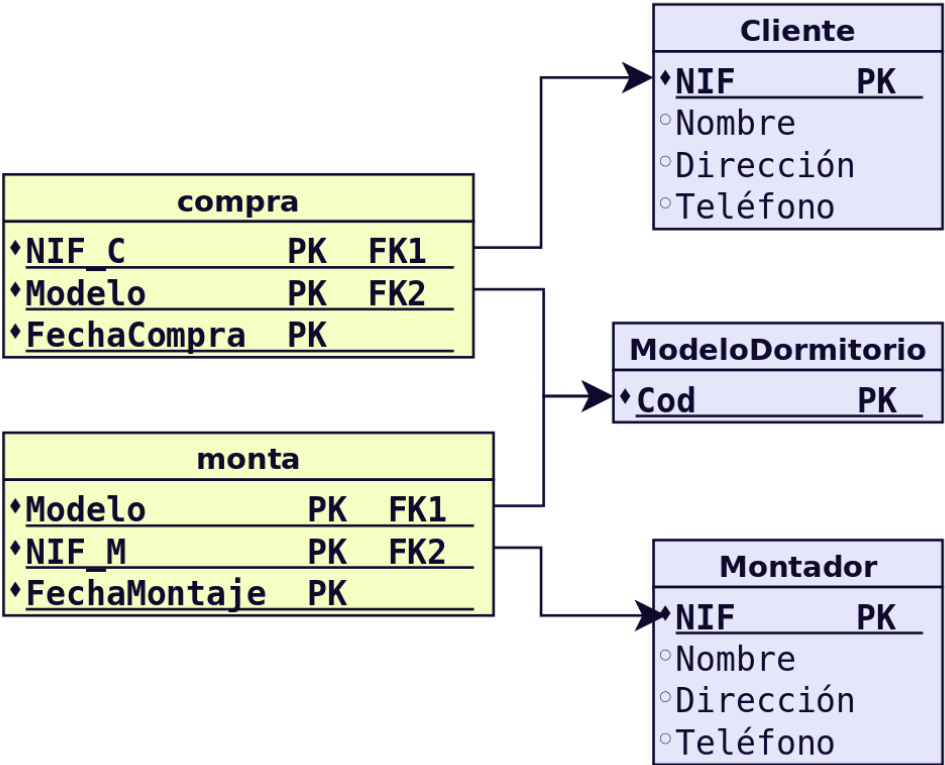 Cliente
NIF PK
Nombre
Dirección
Teléfono
compra
NIF_C PK FK1
Modelo PK FK2
FechaCompra PK
ModeloDormitorio
Cod PK
monta
Modelo PK FK1
NIF_M PK FK2
FechaMontaje PK
Montador
NIF PK
Nombre
Dirección
Teléfono